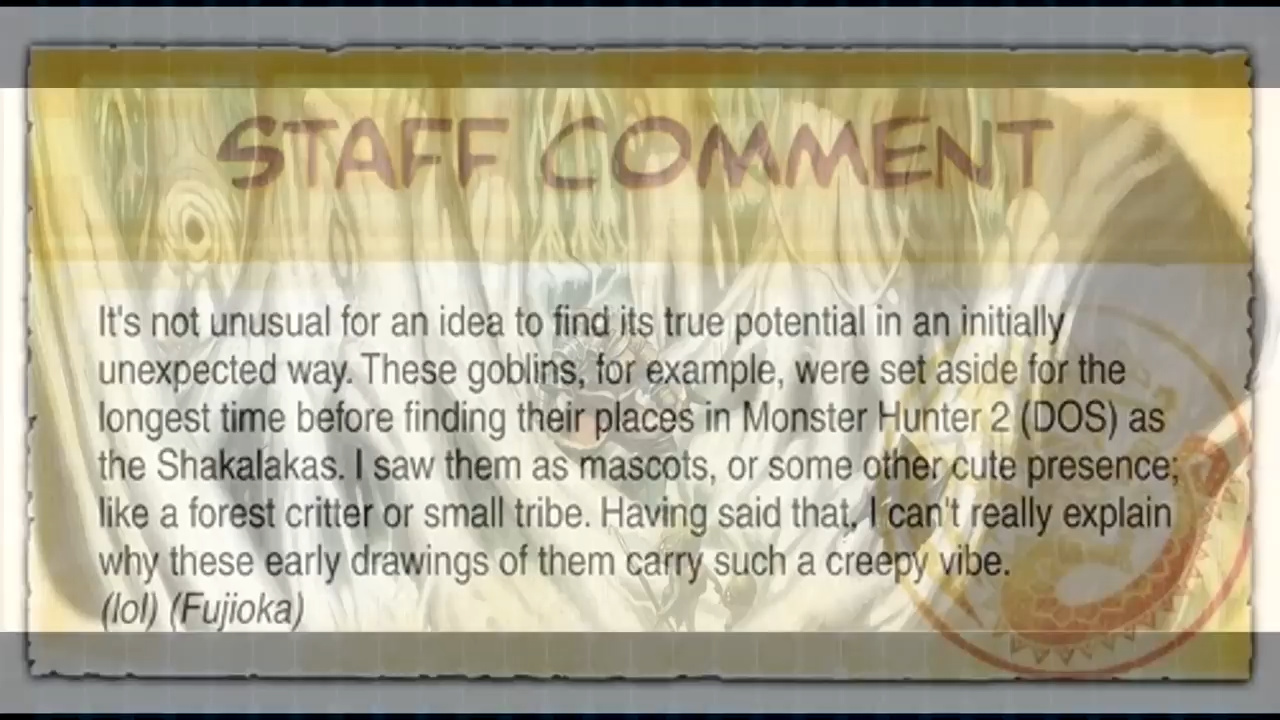 STAFF COMMENT
It's not unusual for an idea to find its true potential in an initially
unexpected way. These goblins, for example, were set aside for the
longest time before finding their places in Monster Hunter 2 (DOS) as
the Shakalakas. I saw them as mascots, or some other cute presence;
like a forest critter or small tribe. Having said that, I can't really explain
why these early drawings of them carry such a creepy vibe.
(lol) (Fujioka)